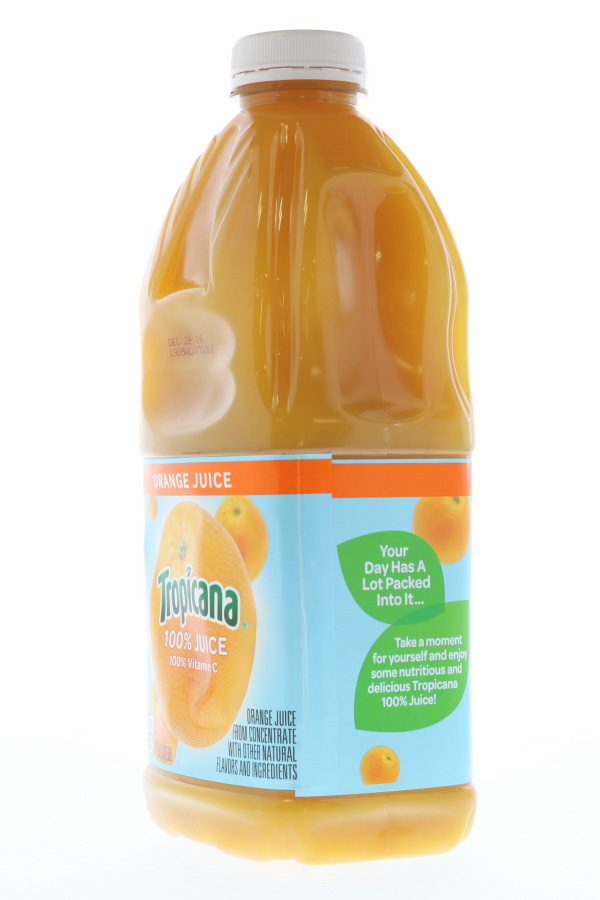 DEC 29 16
ORANGE JUICE
Tropicana
100% JUICE
100% Vitamin C
ORANGE JUICE
FROM CONCENTRATE
WITH OTHER NATURAL
FLAVORS AND INGREDIENTS
Your
Day Has A
Lot Packed
Into It...
Take a moment
for yourself and enjoy
some nutritious and
delicious Tropicana
100% Juice!